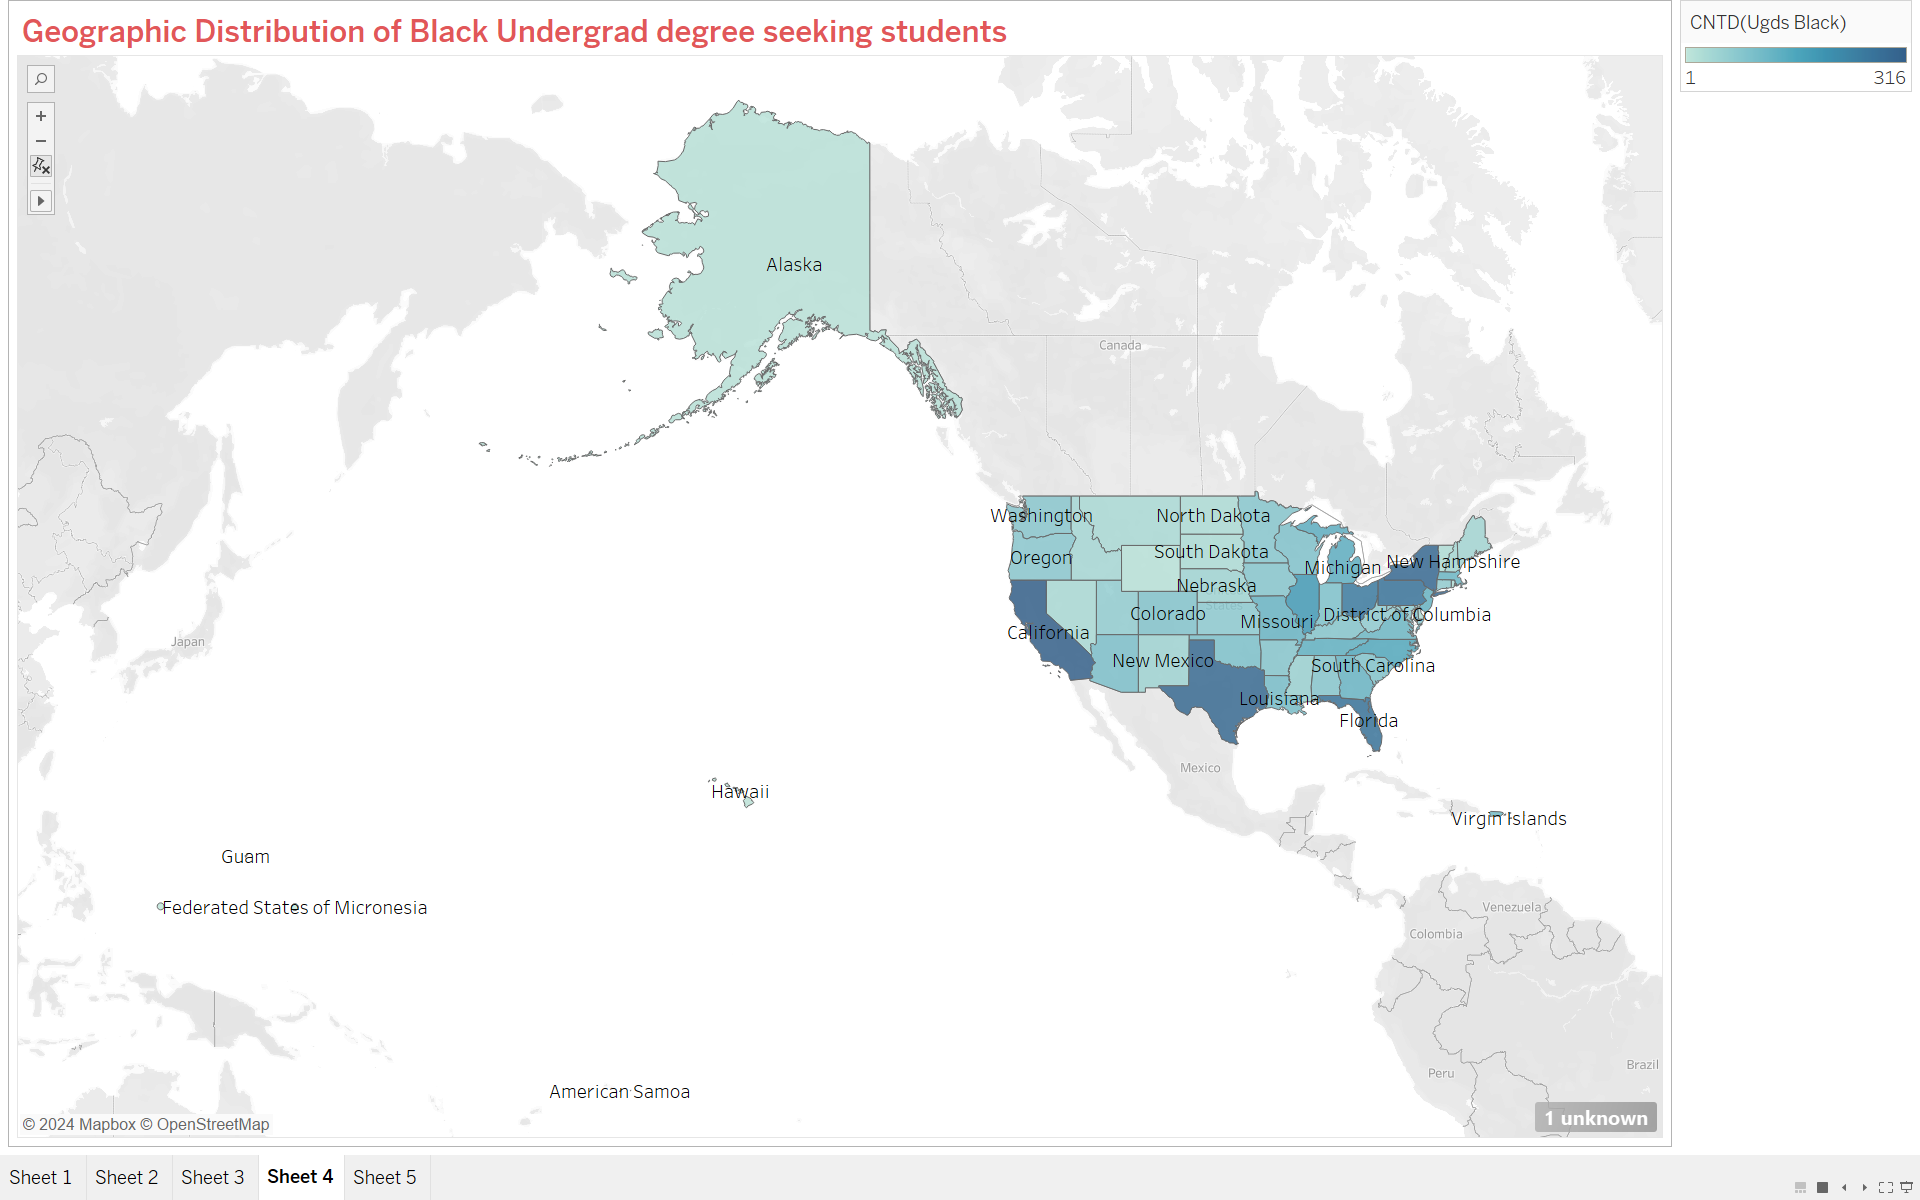 Geographic Distribution of Black Undergrad degree seeking students
CNTD(Ugds Black)
1 316
Alaska
Canada
Washington
North Dakota
South Dakota
Oregon
Michigan
New Hampshire
Nebraska
States
Colorado
District of Columbia
Missouri
California
Japan
New Mexico
South Carolina
Louisiana
Florida
Mexico
Hawaii
Virgin Islands
Guam
Federated States of Micronesia
Venezuela
Colombia
Brazil
Peru
American Samoa
© 2024 Mapbox © OpenStreetMap
1 unknown
Sheet 1 Sheet 2 Sheet 3 Sheet 4 Sheet 5